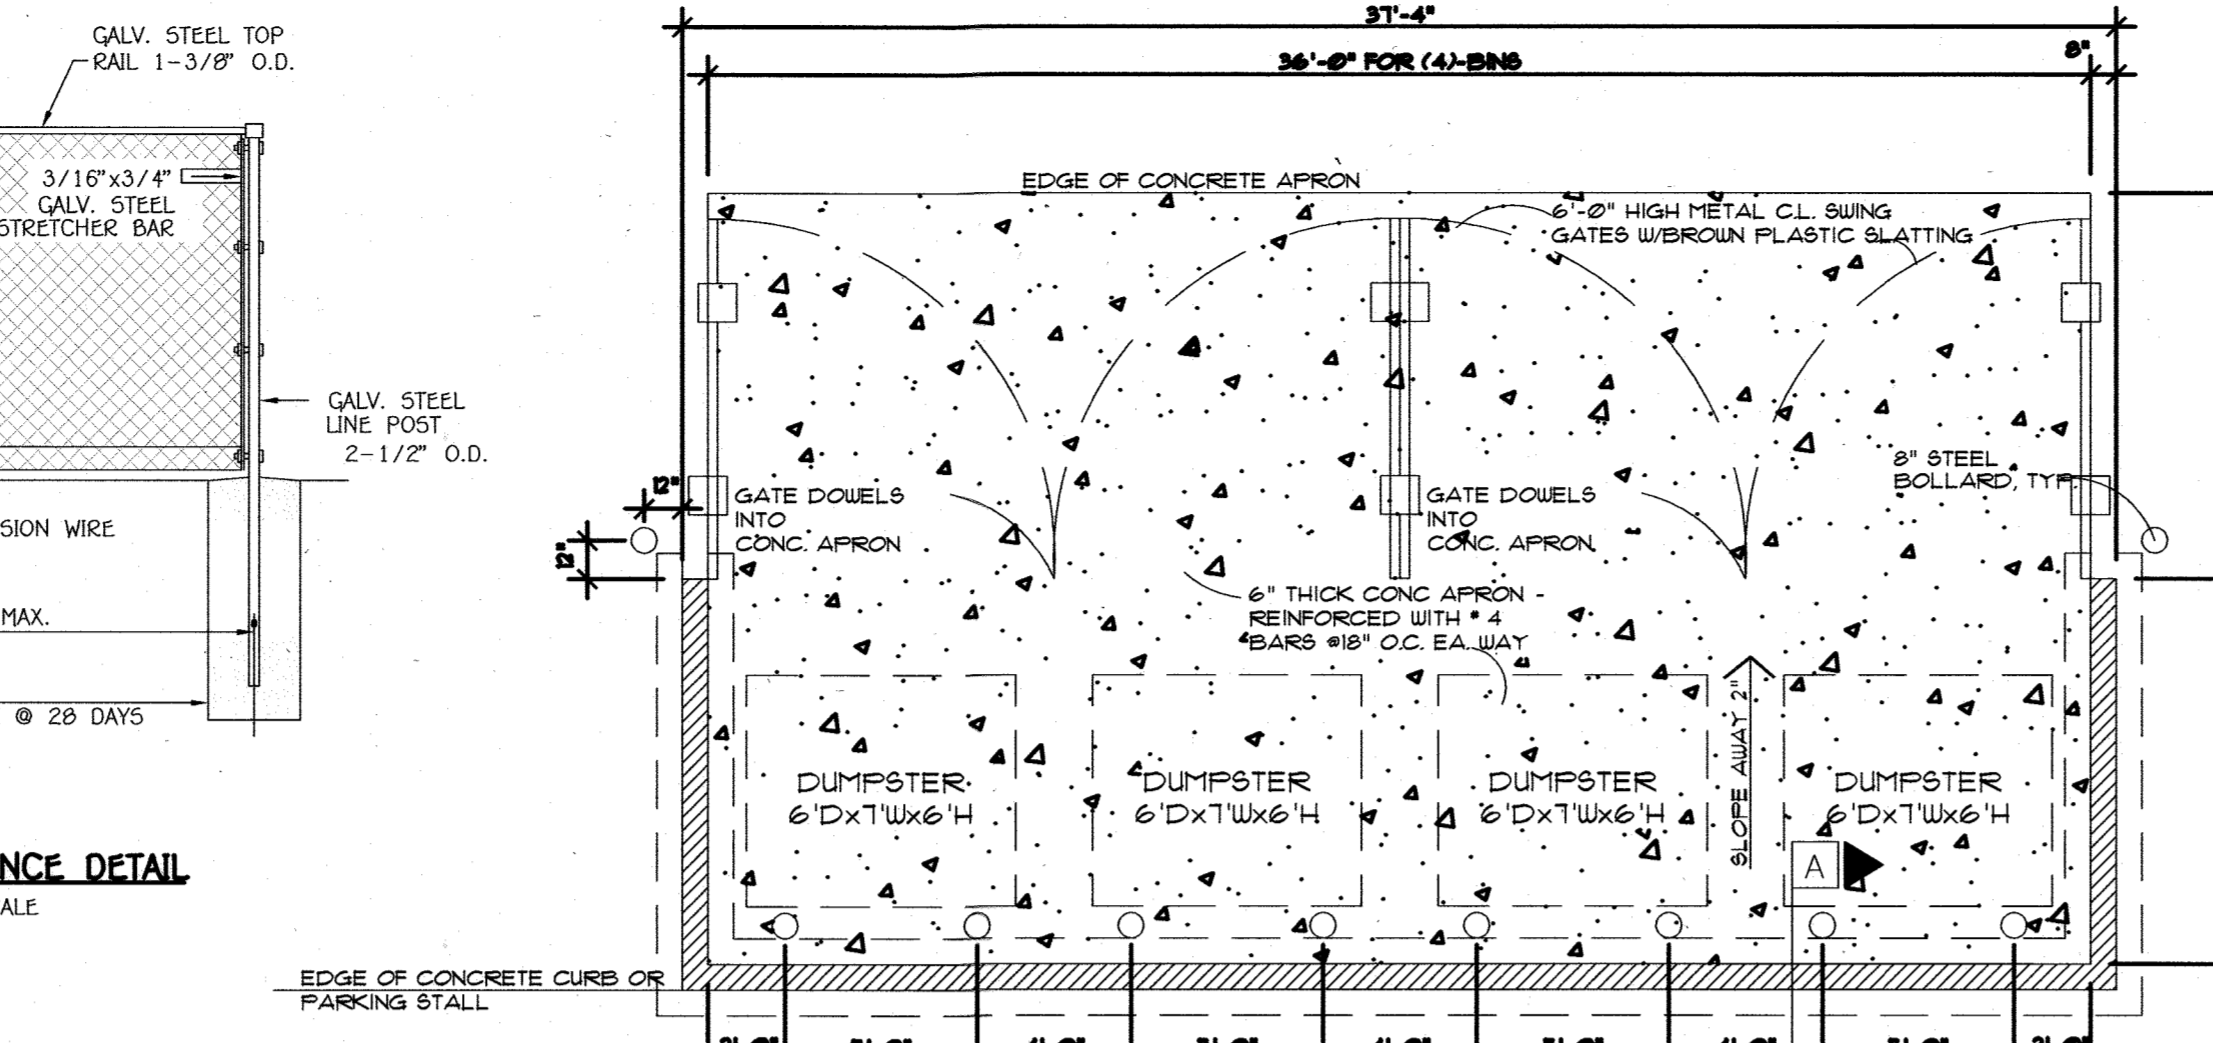 GALV. STEEL TOP
RAIL 1-3/8" O.D.
3/16"x3/4"
GALV. STEEL
STRETCHER BAR
GALV. STEEL
LINE POST
2-1/2" O.D.
SION WIRE
MAX.
@ 28 DAYS
NCE DETAIL
ALE
37'-4"
36'-0" FOR (4)-BINS
8"
EDGE OF CONCRETE APRON
6'-0" HIGH METAL C.L. SWING
GATES W/BROWN PLASTIC SLATTING
12"
12"
GATE DOWELS
INTO
CONC. APRON
GATE DOWELS
INTO
CONC. APRON
8" STEEL
BOLLARD, TYP.
6" THICK CONC APRON -
REINFORCED WITH # 4
BARS @18" O.C. EA. WAY
SLOPE AWAY 2"
DUMPSTER
6'Dx7'Wx6'H
DUMPSTER
6'Dx7'Wx6'H
DUMPSTER
6'Dx7'Wx6'H
DUMPSTER
6'Dx7'Wx6'H
A
EDGE OF CONCRETE CURB OR
PARKING STALL